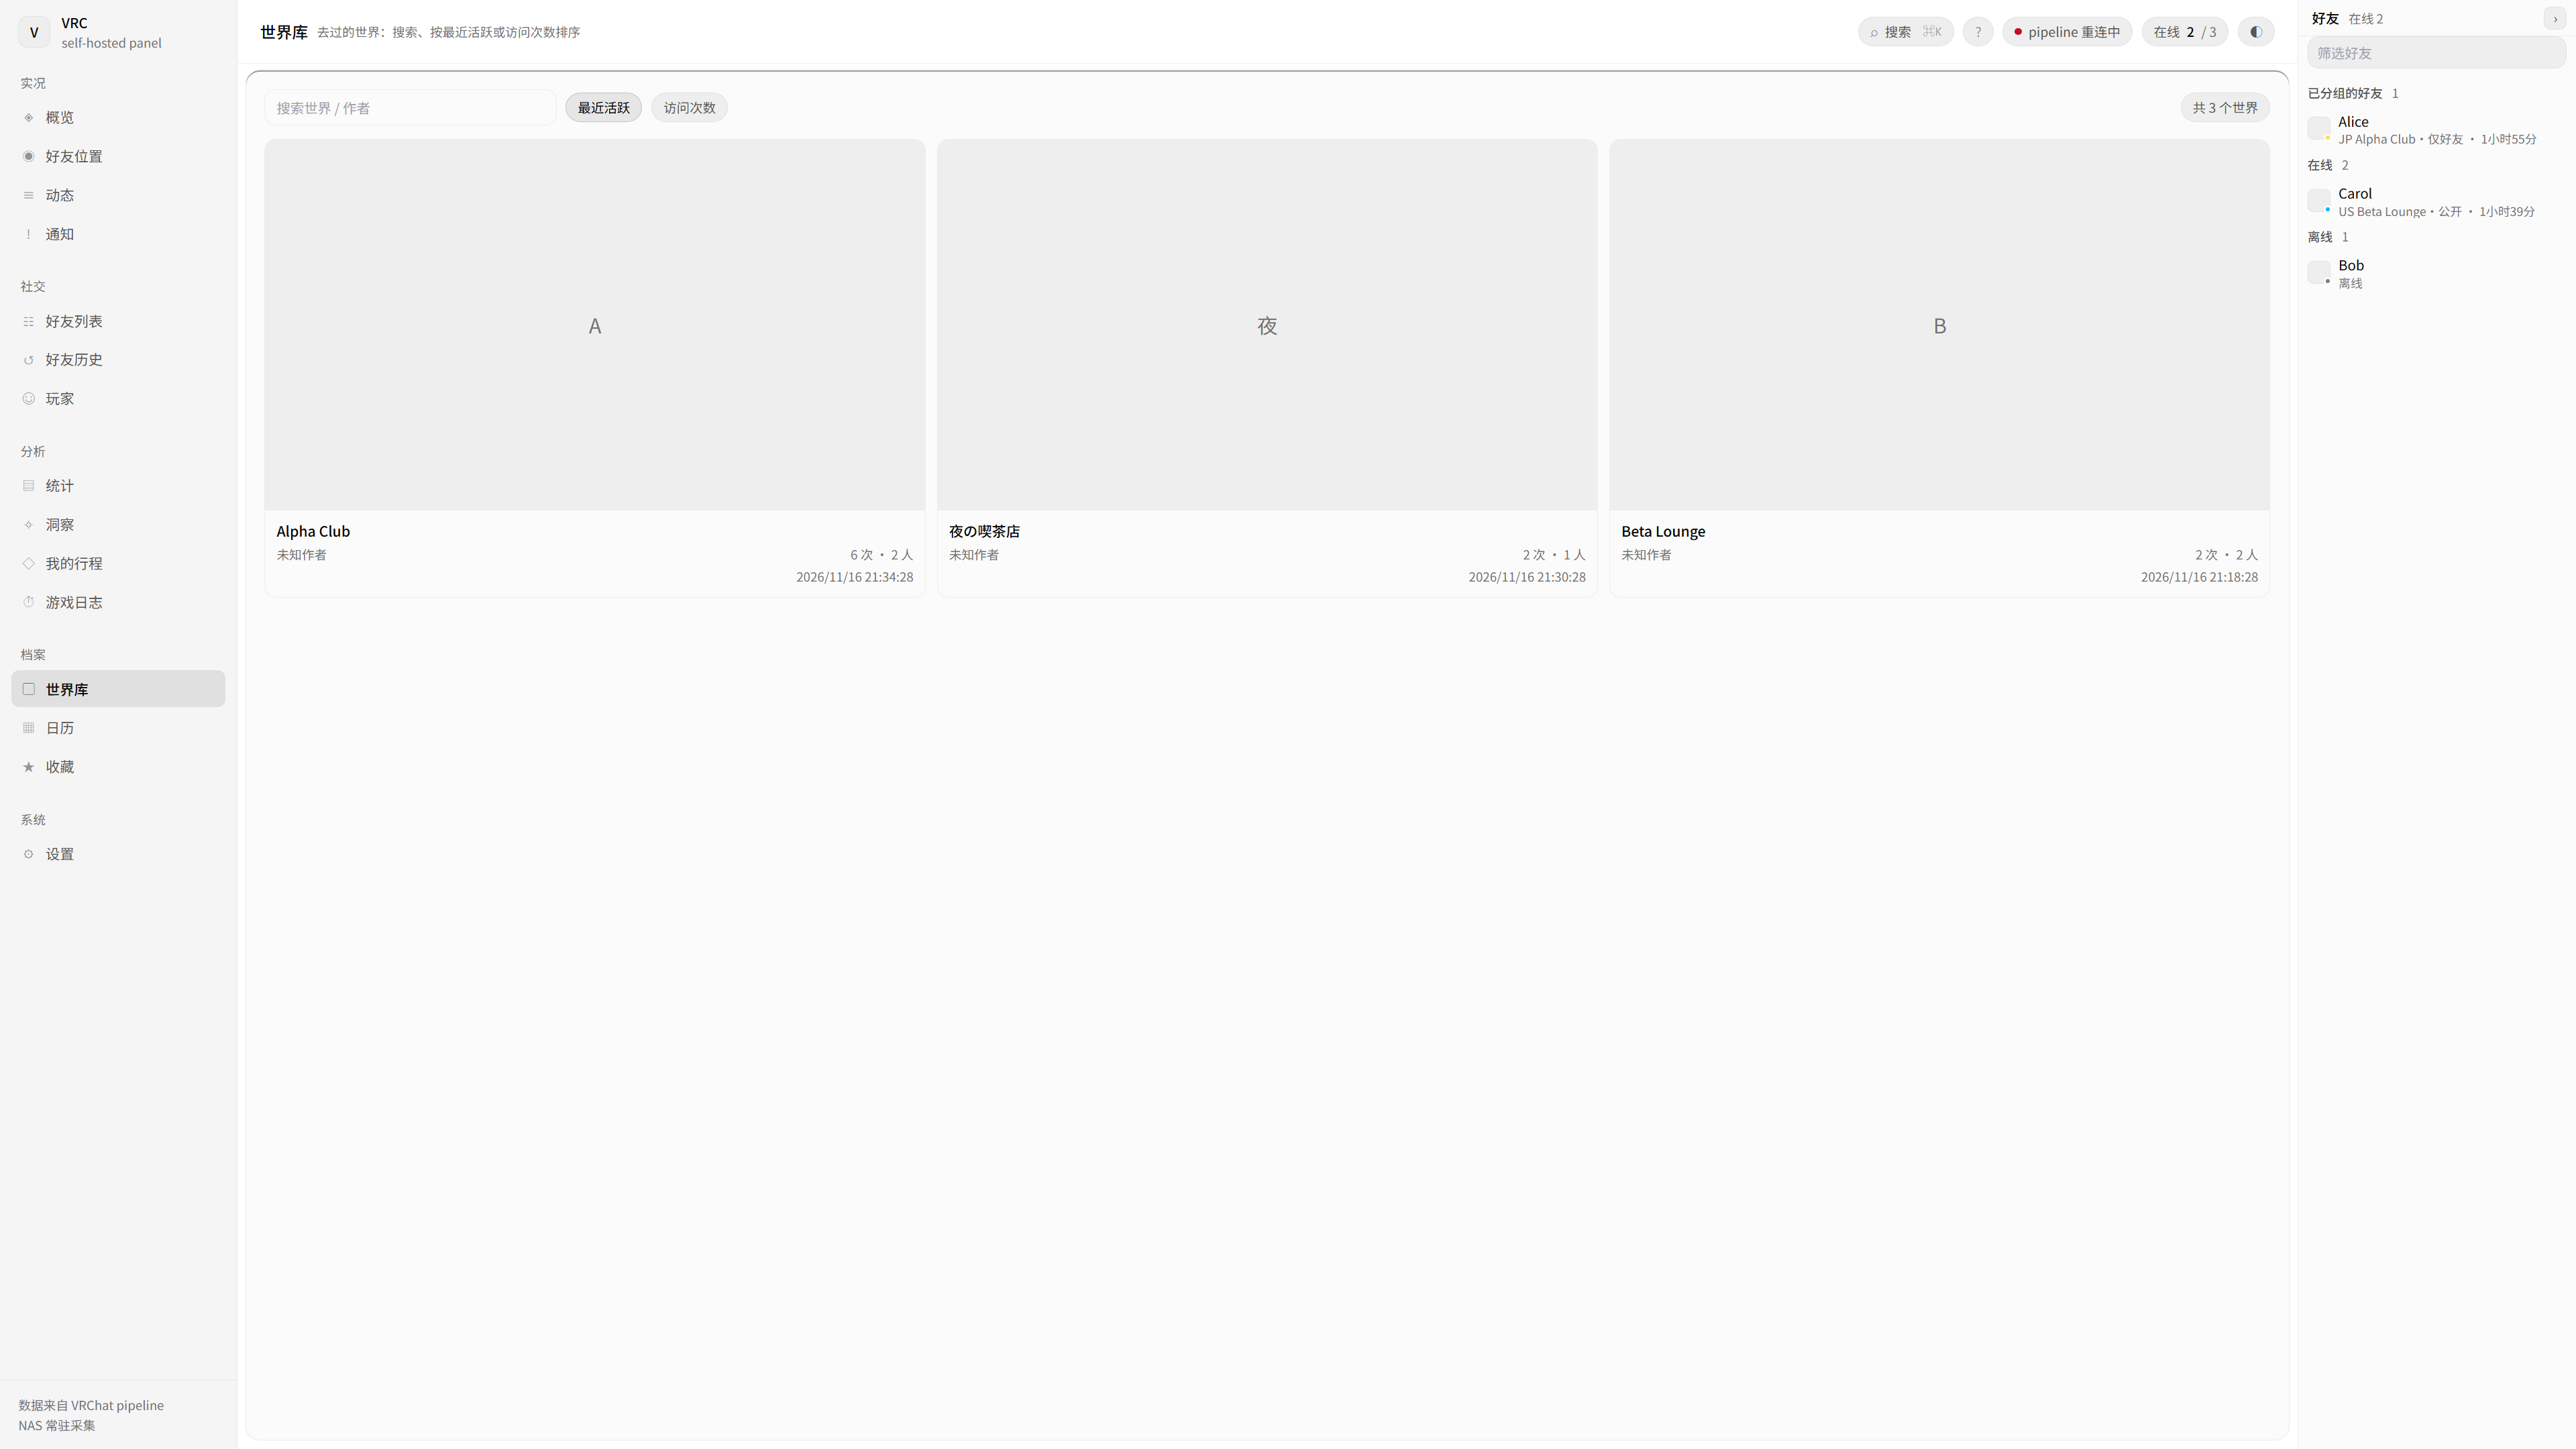 V
VRC
self-hosted panel
实况
概览
好友位置
动态
! 通知
社交
好友列表
好友历史
玩家
分析
统计
洞察
我的行程
游戏日志
档案
世界库
日历
收藏
系统
设置
数据来自 VRChat pipeline
NAS 常驻采集
世界库 去过的世界：搜索、按最近活跃或访问次数排序
搜索 ⌘K
?
pipeline 重连中
在线 2 / 3
搜索世界 / 作者
最近活跃
访问次数
共 3 个世界
A
Alpha Club
未知作者 6 次 · 2 人
2026/11/16 21:34:28
夜
夜の喫茶店
未知作者 2 次 · 1 人
2026/11/16 21:30:28
B
Beta Lounge
未知作者 2 次 · 2 人
2026/11/16 21:18:28
好友 在线 2
›
筛选好友
已分组的好友 1
Alice
JP Alpha Club · 仅好友 · 1小时55分
在线 2
Carol
US Beta Lounge · 公开 · 1小时39分
离线 1
Bob
离线